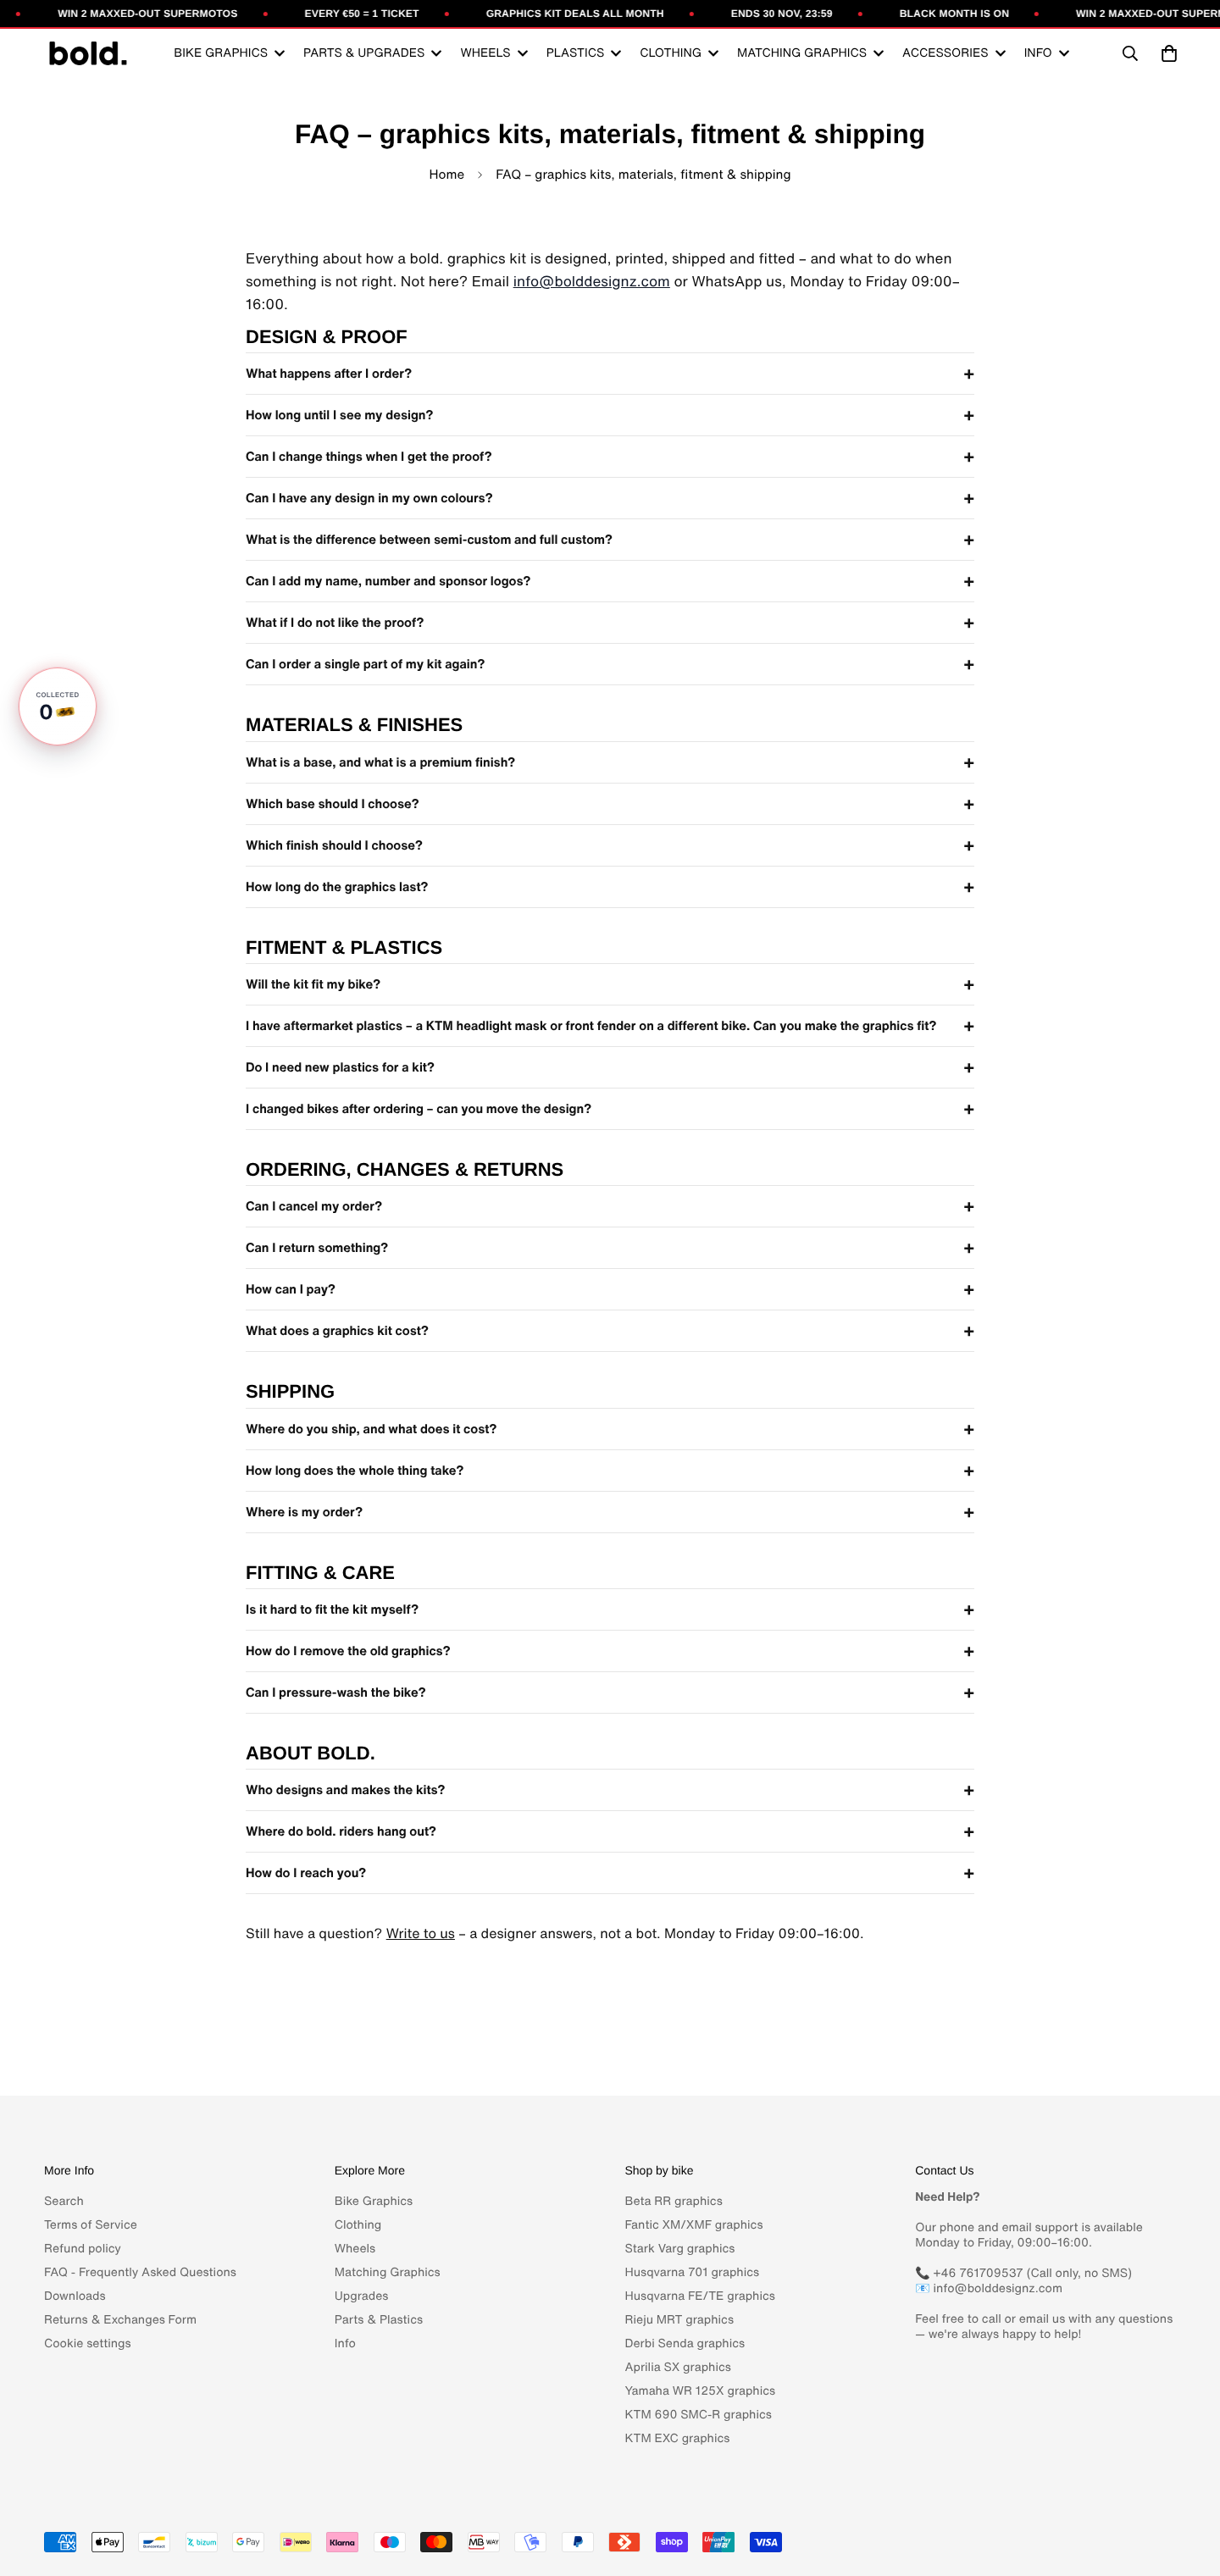 WIN 2 MAXXED-OUT SUPERMOTOS • EVERY €50 = 1 TICKET • GRAPHICS KIT DEALS ALL MONTH • ENDS 30 NOV, 23:59 • BLACK MONTH IS ON • WIN 2 MAXXED-OUT
bold. BIKE GRAPHICS PARTS & UPGRADES WHEELS PLASTICS CLOTHING MATCHING GRAPHICS ACCESSORIES INFO
FAQ – graphics kits, materials, fitment & shipping
Home › FAQ – graphics kits, materials, fitment & shipping
Everything about how a bold. graphics kit is designed, printed, shipped and fitted – and what to do when
something is not right. Not here? Email info@bolddesignz.com or WhatsApp us, Monday to Friday 09:00–
16:00.
DESIGN & PROOF
What happens after I order? +
How long until I see my design? +
Can I change things when I get the proof? +
Can I have any design in my own colours? +
What is the difference between semi-custom and full custom? +
Can I add my name, number and sponsor logos? +
What if I do not like the proof? +
Can I order a single part of my kit again? +
COLLECTED
0
MATERIALS & FINISHES
What is a base, and what is a premium finish? +
Which base should I choose? +
Which finish should I choose? +
How long do the graphics last? +
FITMENT & PLASTICS
Will the kit fit my bike? +
I have aftermarket plastics – a KTM headlight mask or front fender on a different bike. Can you make the graphics fit? +
Do I need new plastics for a kit? +
I changed bikes after ordering – can you move the design? +
ORDERING, CHANGES & RETURNS
Can I cancel my order? +
Can I return something? +
How can I pay? +
What does a graphics kit cost? +
SHIPPING
Where do you ship, and what does it cost? +
How long does the whole thing take? +
Where is my order? +
FITTING & CARE
Is it hard to fit the kit myself? +
How do I remove the old graphics? +
Can I pressure-wash the bike? +
ABOUT BOLD.
Who designs and makes the kits? +
Where do bold. riders hang out? +
How do I reach you? +
Still have a question? Write to us – a designer answers, not a bot. Monday to Friday 09:00–16:00.
More Info
Search
Terms of Service
Refund policy
FAQ - Frequently Asked Questions
Downloads
Returns & Exchanges Form
Cookie settings
Explore More
Bike Graphics
Clothing
Wheels
Matching Graphics
Upgrades
Parts & Plastics
Info
Shop by bike
Beta RR graphics
Fantic XM/XMF graphics
Stark Varg graphics
Husqvarna 701 graphics
Husqvarna FE/TE graphics
Rieju MRT graphics
Derbi Senda graphics
Aprilia SX graphics
Yamaha WR 125X graphics
KTM 690 SMC-R graphics
KTM EXC graphics
Contact Us
Need Help?
Our phone and email support is available
Monday to Friday, 09:00–16:00.
📞 +46 761709537 (Call only, no SMS)
📧 info@bolddesignz.com
Feel free to call or email us with any questions
— we're always happy to help!
AMEX Pay Bancontact bizum G Pay iD WERO Klarna MB WAY shop UnionPay 银联 VISA